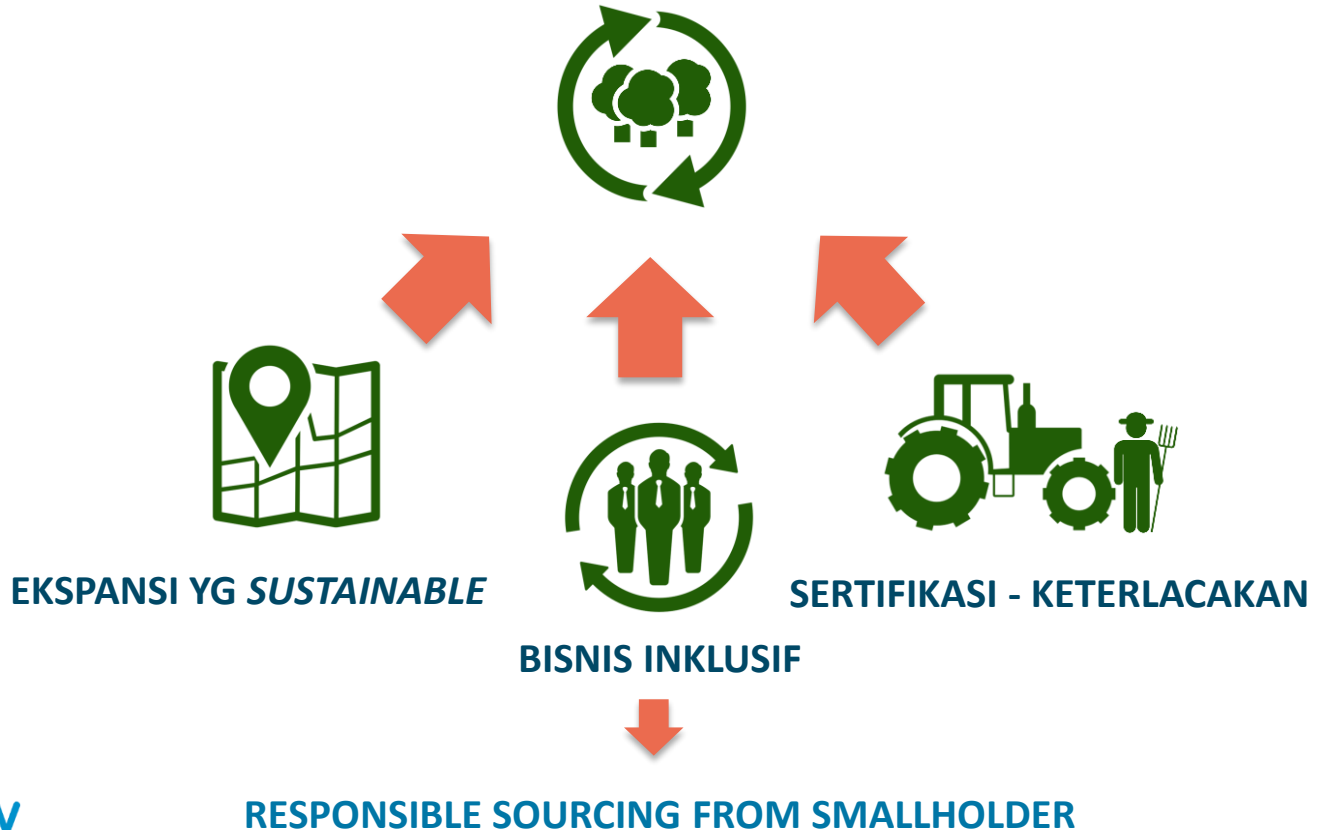 EKSPANSI YG SUSTAINABLE
SERTIFIKASI - KETERLACAKAN
BISNIS INKLUSIF
RESPONSIBLE SOURCING FROM SMALLHOLDER